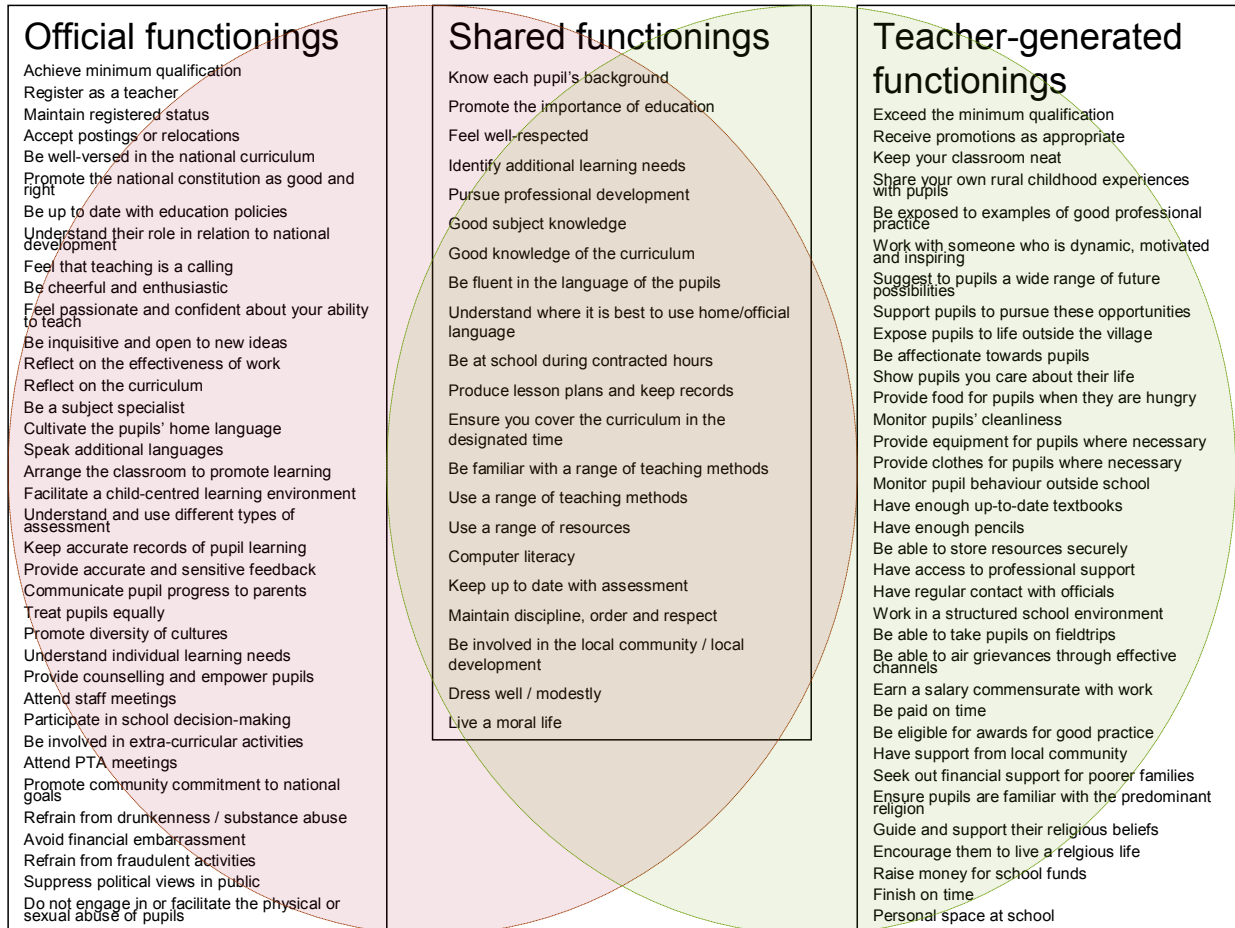 Official functionings
Achieve minimum qualification
Register as a teacher
Maintain registered status
Accept postings or relocations
Be well-versed in the national curriculum
Promote the national constitution as good and
right
Be up to date with education policies
Understand their role in relation to national
development
Feel that teaching is a calling
Be cheerful and enthusiastic
Feel passionate and confident about your ability
to teach
Be inquisitive and open to new ideas
Reflect on the effectiveness of work
Reflect on the curriculum
Be a subject specialist
Cultivate the pupils' home language
Speak additional languages
Arrange the classroom to promote learning
Facilitate a child-centred learning environment
Understand and use different types of
assessment
Keep accurate records of pupil learning
Provide accurate and sensitive feedback
Communicate pupil progress to parents
Treat pupils equally
Promote diversity of cultures
Understand individual learning needs
Provide counselling and empower pupils
Attend staff meetings
Participate in school decision-making
Be involved in extra-curricular activities
Attend PTA meetings
Promote community commitment to national
goals
Refrain from drunkenness / substance abuse
Avoid financial embarrassment
Refrain from fraudulent activities
Suppress political views in public
Do not engage in or facilitate the physical or
sexual abuse of pupils
Shared functionings
Know each pupil's background
Promote the importance of education
Feel well-respected
Identify additional learning needs
Pursue professional development
Good subject knowledge
Good knowledge of the curriculum
Be fluent in the language of the pupils
Understand where it is best to use home/official
language
Be at school during contracted hours
Produce lesson plans and keep records
Ensure you cover the curriculum in the
designated time
Be familiar with a range of teaching methods
Use a range of teaching methods
Use a range of resources
Computer literacy
Keep up to date with assessment
Maintain discipline, order and respect
Be involved in the local community / local
development
Dress well / modestly
Live a moral life
Teacher-generated
functionings
Exceed the minimum qualification
Receive promotions as appropriate
Keep your classroom neat
Share your own rural childhood experiences
with pupils
Be exposed to examples of good professional
practice
Work with someone who is dynamic, motivated
and inspiring
Suggest to pupils a wide range of future
possibilities
Support pupils to pursue these opportunities
Expose pupils to life outside the village
Be affectionate towards pupils
Show pupils you care about their life
Provide food for pupils when they are hungry
Monitor pupils' cleanliness
Provide equipment for pupils where necessary
Provide clothes for pupils where necessary
Monitor pupil behaviour outside school
Have enough up-to-date textbooks
Have enough pencils
Be able to store resources securely
Have access to professional support
Have regular contact with officials
Work in a structured school environment
Be able to take pupils on fieldtrips
Be able to air grievances through effective
channels
Earn a salary commensurate with work
Be paid on time
Be eligible for awards for good practice
Have support from local community
Seek out financial support for poorer families
Ensure pupils are familiar with the predominant
religion
Guide and support their religious beliefs
Encourage them to live a relgious life
Raise money for school funds
Finish on time
Personal space at school